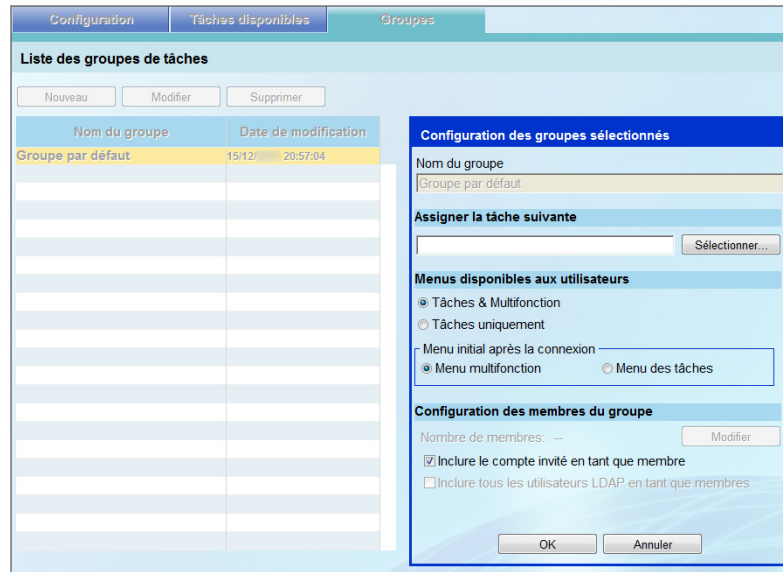 Configuration
Tâches disponibles
Groupes
Liste des groupes de tâches
Nouveau
Modifier
Supprimer
Nom du groupe
Date de modification
Groupe par défaut
15/12/ 20:57:04
Configuration des groupes sélectionnés
Nom du groupe
Groupe par défaut
Assigner la tâche suivante
Sélectionner...
Menus disponibles aux utilisateurs
Tâches & Multifonction
Tâches uniquement
Menu initial après la connexion
Menu multifonction
Menu des tâches
Configuration des membres du groupe
Nombre de membres: --
Modifier
Inclure le compte invité en tant que membre
Inclure tous les utilisateurs LDAP en tant que membres
OK
Annuler